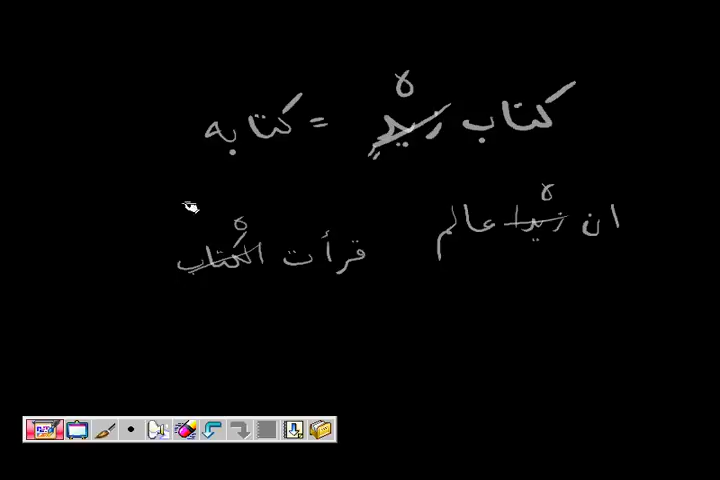 ه
كتاب زيدٍ = كتابه
ه
ان زيدا عالم
ه
قرأت الكتاب